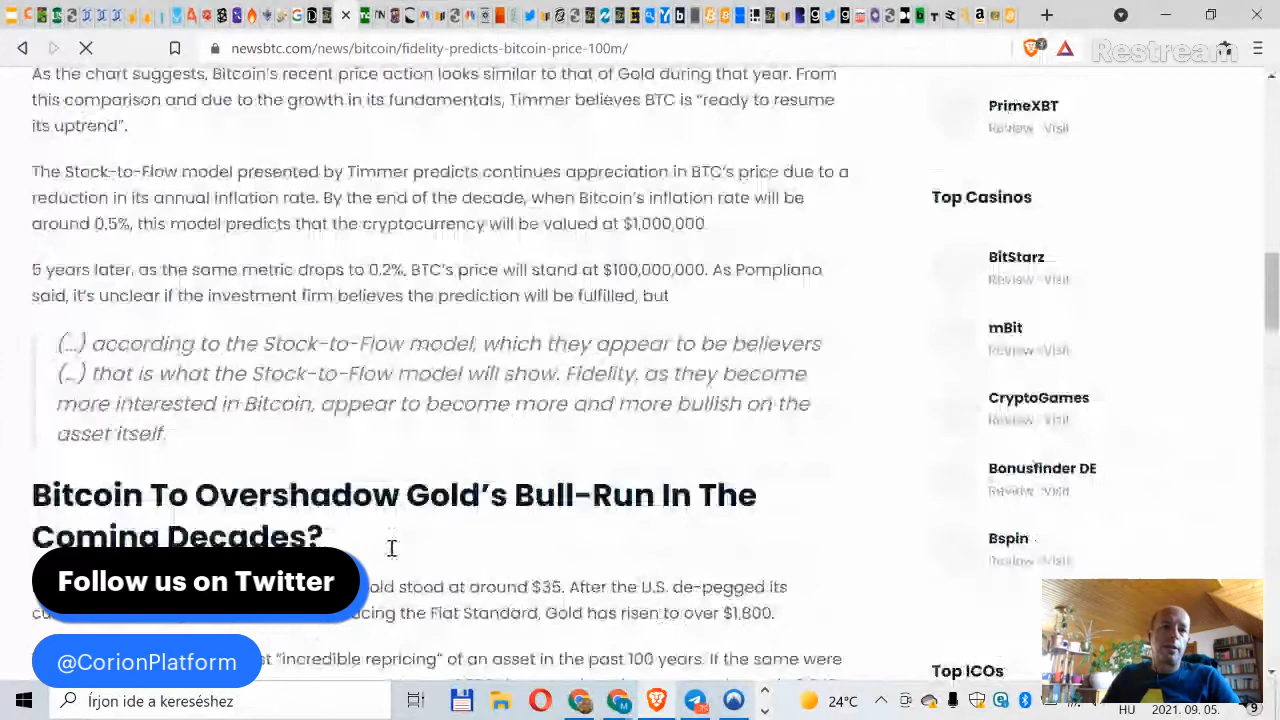 newsbtc.com/news/bitcoin/fidelity-predicts-bitcoin-price-100m/
Restream
As the chart suggests, Bitcoin's recent price action looks similar to that of Gold during that year. From
this comparison and due to the growth in its fundamentals, Timmer believes BTC is “ready to resume
its uptrend”.
The Stock-to-Flow model presented by Timmer predicts continues appreciation in BTC's price due to a
reduction in its annual inflation rate. By the end of the decade, when Bitcoin's inflation rate will be
around 0.5%, this model predicts that the cryptocurrency will be valued at $1,000,000.
5 years later, as the same metric drops to 0.2%, BTC's price will stand at $100,000,000. As Pompliano
said, it's unclear if the investment firm believes the prediction will be fulfilled, but
(...) according to the Stock-to-Flow model, which they appear to be believers
(...) that is what the Stock-to-Flow model will show. Fidelity, as they become
more interested in Bitcoin, appear to become more and more bullish on the
asset itself.
Bitcoin To Overshadow Gold's Bull-Run In The
Coming Decades?
old stood at around $35. After the U.S. de-pegged its
cing the Fiat Standard, Gold has risen to over $1,800.
“incredible repricing” of an asset in the past 100 years. If the same were
PrimeXBT
Review Visit
Top Casinos
BitStarz
Review Visit
mBit
Review Visit
CryptoGames
Review Visit
Bonusfinder DE
Review Visit
Bspin
Review Visit
Top ICOs
Follow us on Twitter
@CorionPlatform
Írjon ide a kereséshez
24°C
HU
2021. 09. 05.